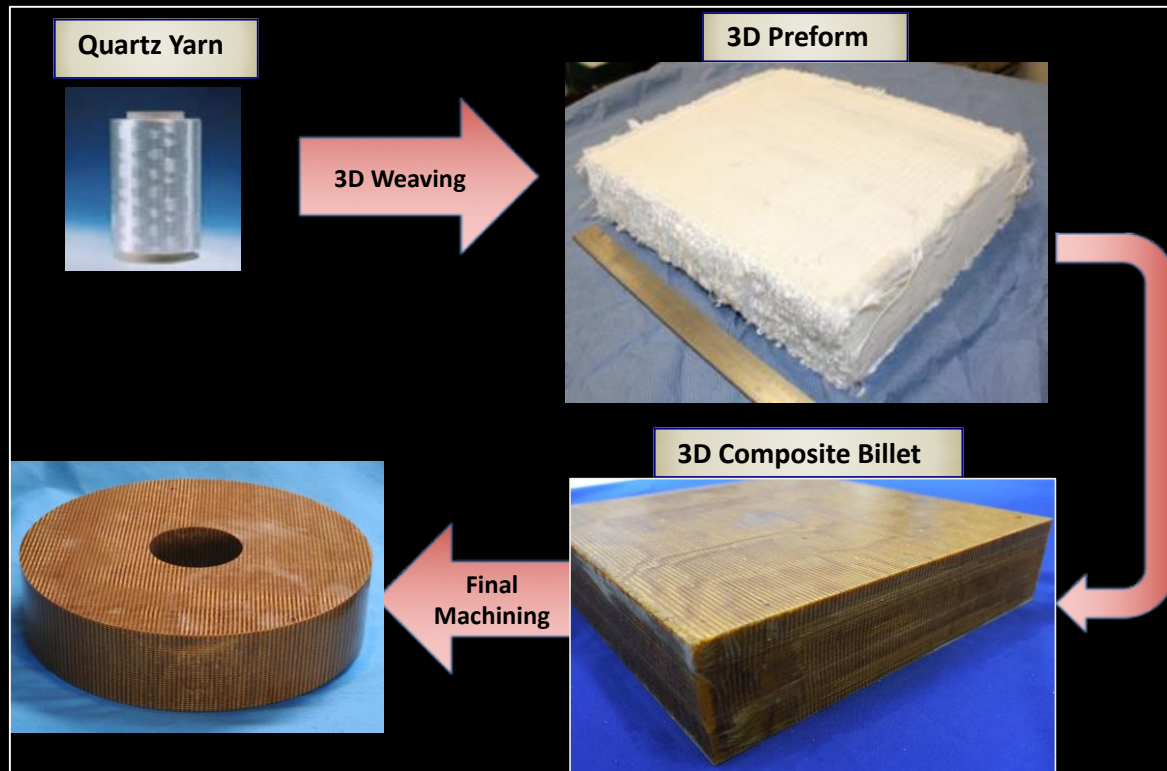 Quartz Yarn
3D Preform
3D Weaving
3D Composite Billet
Final
Machining